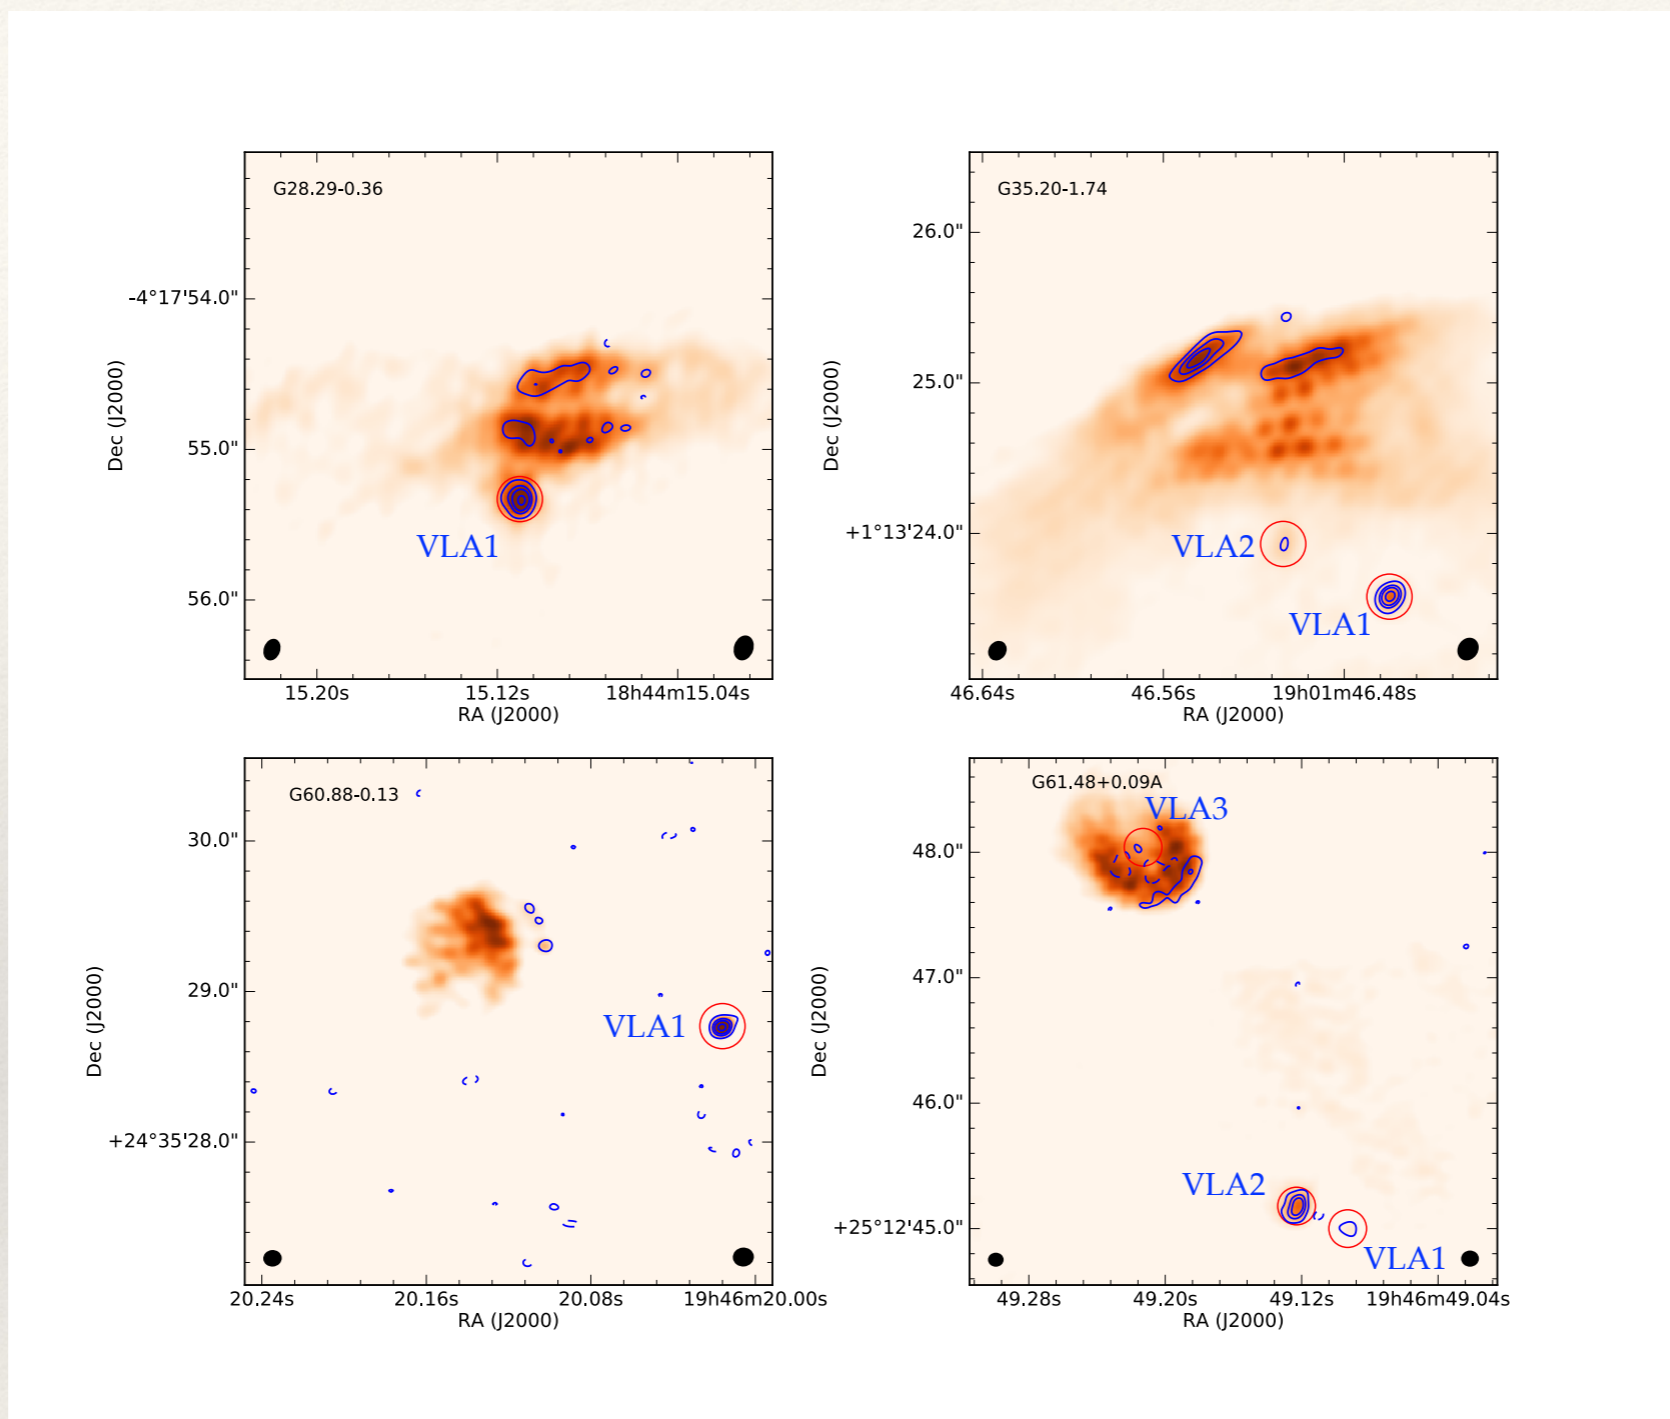 G28.29-0.36
-4°17'54.0"
55.0"
56.0"
Dec (J2000)
VLA1
15.20s
15.12s
18h44m15.04s
RA (J2000)
G35.20-1.74
26.0"
25.0"
+1°13'24.0"
Dec (J2000)
VLA2
VLA1
46.64s
46.56s
19h01m46.48s
RA (J2000)
G60.88-0.13
30.0"
29.0"
+24°35'28.0"
Dec (J2000)
VLA1
20.24s
20.16s
20.08s
19h46m20.00s
RA (J2000)
G61.48+0.09A
VLA3
48.0"
47.0"
46.0"
+25°12'45.0"
Dec (J2000)
VLA2
VLA1
49.28s
49.20s
49.12s
19h46m49.04s
RA (J2000)